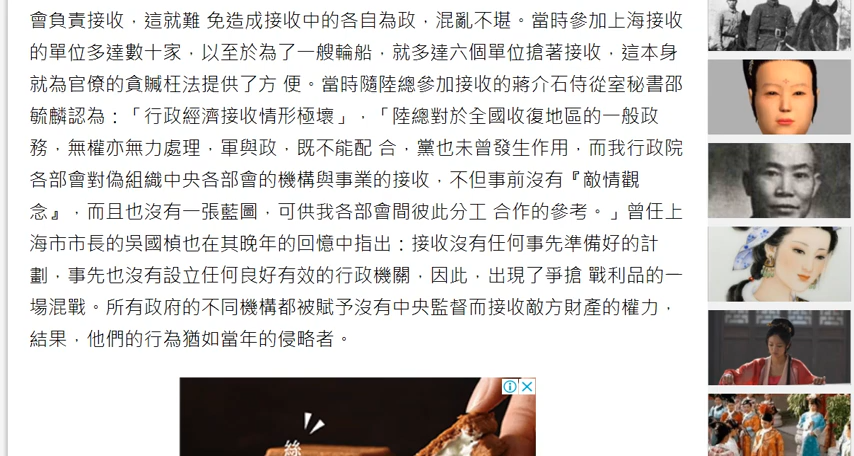 會負責接收，這就難 免造成接收中的各自為政，混亂不堪。當時參加上海接收
的單位多達數十家，以至於為了一艘輪船，就多達六個單位搶著接收，這本身
就為官僚的貪贓枉法提供了方 便。當時隨陸總參加接收的蔣介石侍從室秘書邵
毓麟認為：「行政經濟接收情形極壞」，「陸總對於全國收復地區的一般政
務，無權亦無力處理，軍與政，既不能配 合，黨也未曾發生作用，而我行政院
各部會對偽組織中央各部會的機構與事業的接收，不但事前沒有『敵情觀
念』，而且也沒有一張藍圖，可供我各部會間彼此分工 合作的參考。」曾任上
海市市長的吳國楨也在其晚年的回憶中指出：接收沒有任何事先準備好的計
劃，事先也沒有設立任何良好有效的行政機關，因此，出現了爭搶 戰利品的一
場混戰。所有政府的不同機構都被賦予沒有中央監督而接收敵方財產的權力，
結果，他們的行為猶如當年的侵略者。
絲